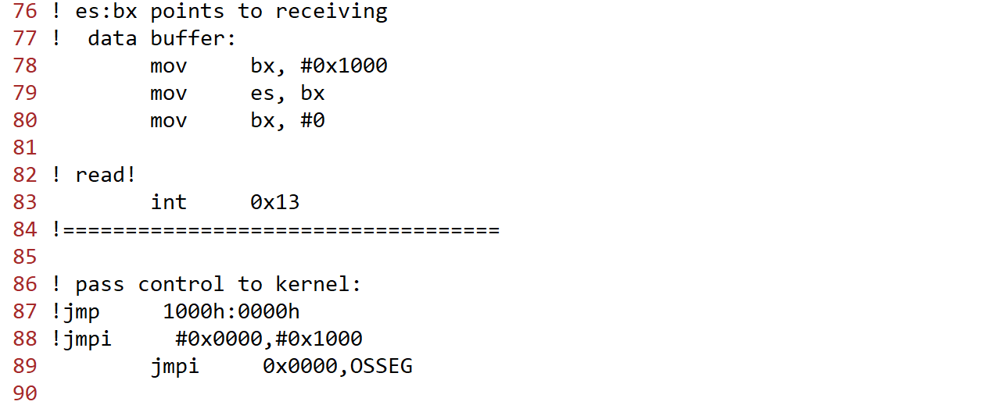 76 ! es:bx points to receiving
77 !  data buffer:
78         mov     bx, #0x1000
79         mov     es, bx
80         mov     bx, #0
81
82 ! read!
83         int     0x13
84 !===================================
85
86 ! pass control to kernel:
87 !jmp     1000h:0000h
88 !jmpi     #0x0000,#0x1000
89         jmpi     0x0000,OSSEG
90